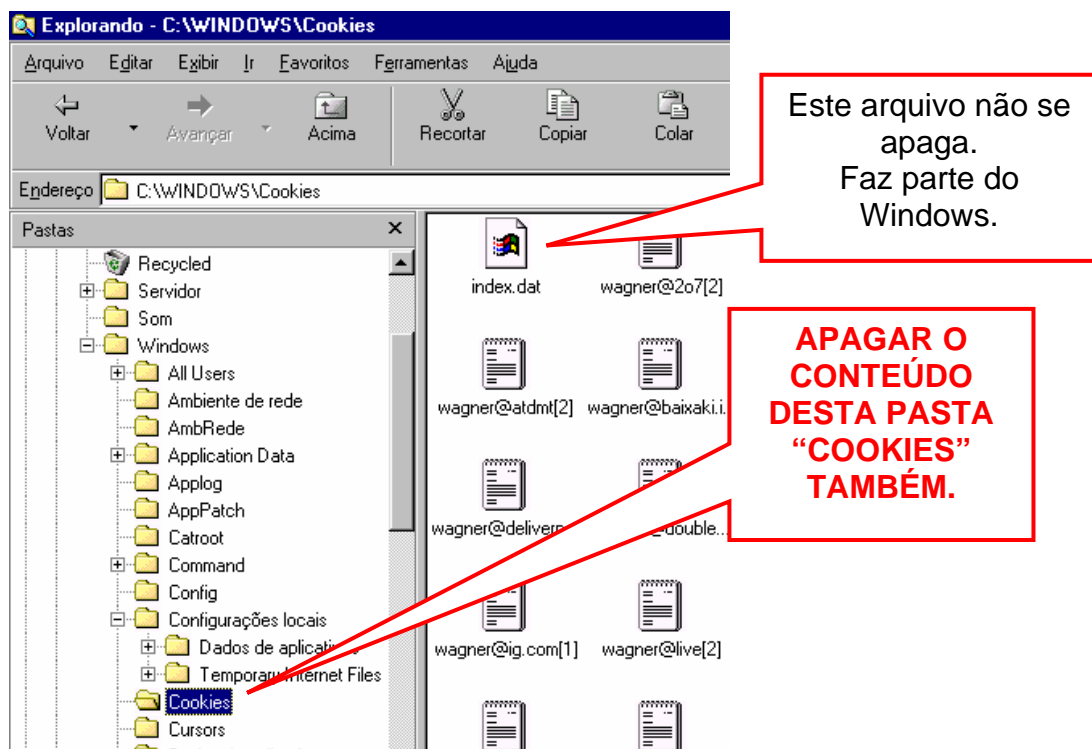 Explorando - C:\WINDOWS\Cookies
Arquivo Editar Exibir Ir Favoritos Ferramentas Ajuda
Voltar Avançar Acima Recortar Copiar Colar
Endereço C:\WINDOWS\Cookies
Pastas
Recycled
Servidor
Som
Windows
All Users
Ambiente de rede
AmbRede
Application Data
Applog
AppPatch
Catroot
Command
Config
Configurações locais
Dados de
Temporary Internet Files
Cookies
Cursors
index.dat wagner@2o7[2]
wagner@atdmt[2] wagner@baixaki.i...
wagner@ig.com[1] wagner@live[2]
Este arquivo não se
apaga.
Faz parte do
Windows.
APAGAR O
CONTEÚDO
DESTA PASTA
“COOKIES”
TAMBÉM.